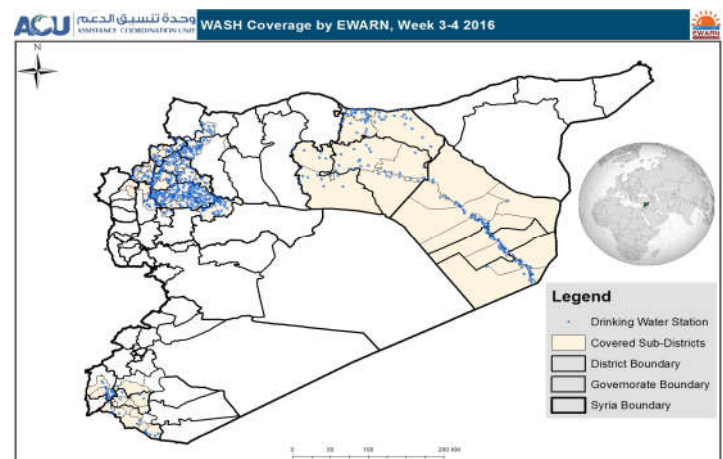 ACU
وحدة تنسيق الدعم
ASSISTANCE COORDINATION UNIT
WASH Coverage by EWARN, Week 3-4 2016
EWARN
N
Legend
Drinking Water Station
Covered Sub-Districts
District Boundary
Governorate Boundary
Syria Boundary
0 50 100 200 KM